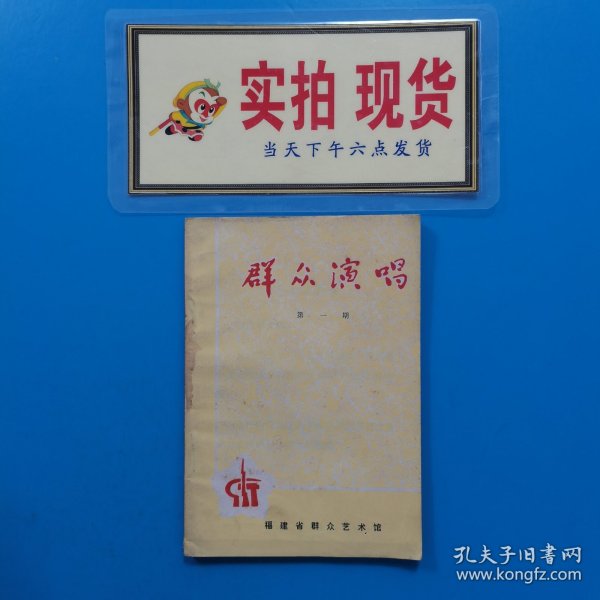 实拍 现货
当天下午六点发货
群众演唱
第一期
福建省群众艺术馆
孔夫子旧书网
www.kongfz.com